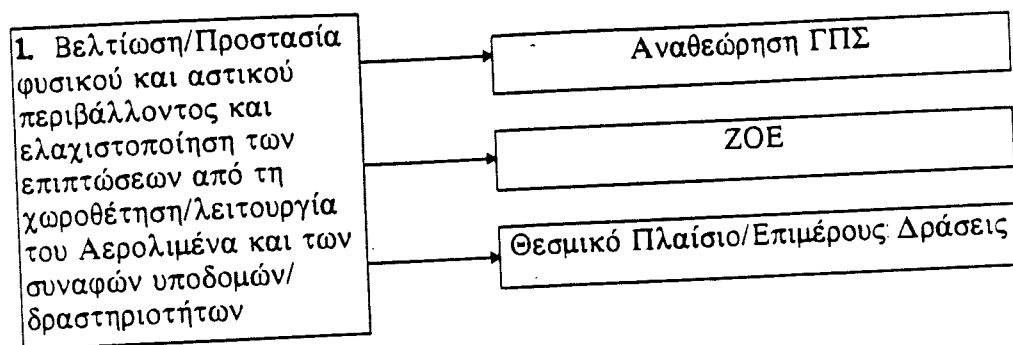 1. Βελτίωση/Προστασία
φυσικού και αστικού
περιβάλλοντος και
ελαχιστοποίηση των
επιπτώσεων από τη
χωροθέτηση/λειτουργία
του Αερολιμένα και των
συναφών υποδομών/
δραστηριοτήτων
Αναθεώρηση ΓΠΣ
ΖΟΕ
Θεσμικό Πλαίσιο/Επιμέρους Δράσεις